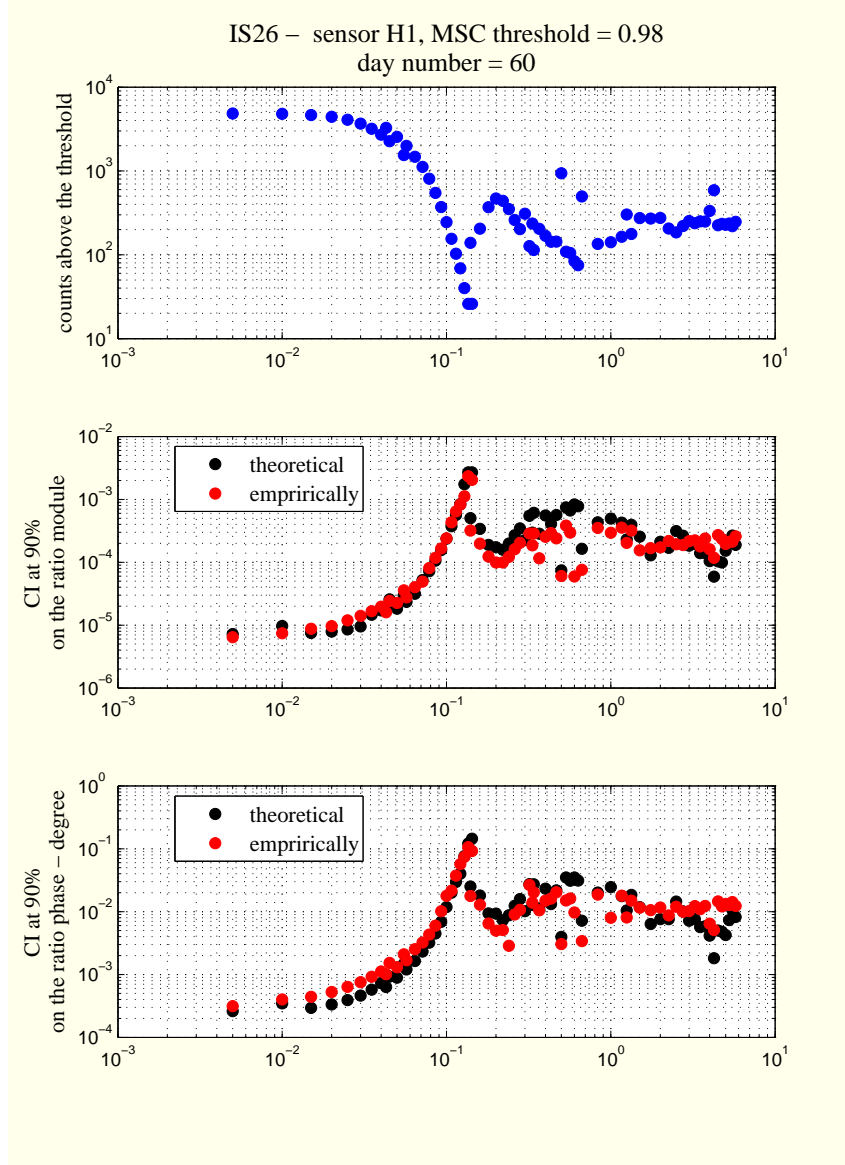 IS26 – sensor H1, MSC threshold = 0.98
day number = 60
counts above the threshold
10^4
10^3
10^2
10^1
10^-3
10^-2
10^-1
10^0
10^1
CI at 90%
on the ratio module
10^-2
10^-3
10^-4
10^-5
10^-6
theoretical
emprirically
10^-3
10^-2
10^-1
10^0
10^1
CI at 90%
on the ratio phase – degree
10^0
10^-1
10^-2
10^-3
10^-4
theoretical
emprirically
10^-3
10^-2
10^-1
10^0
10^1